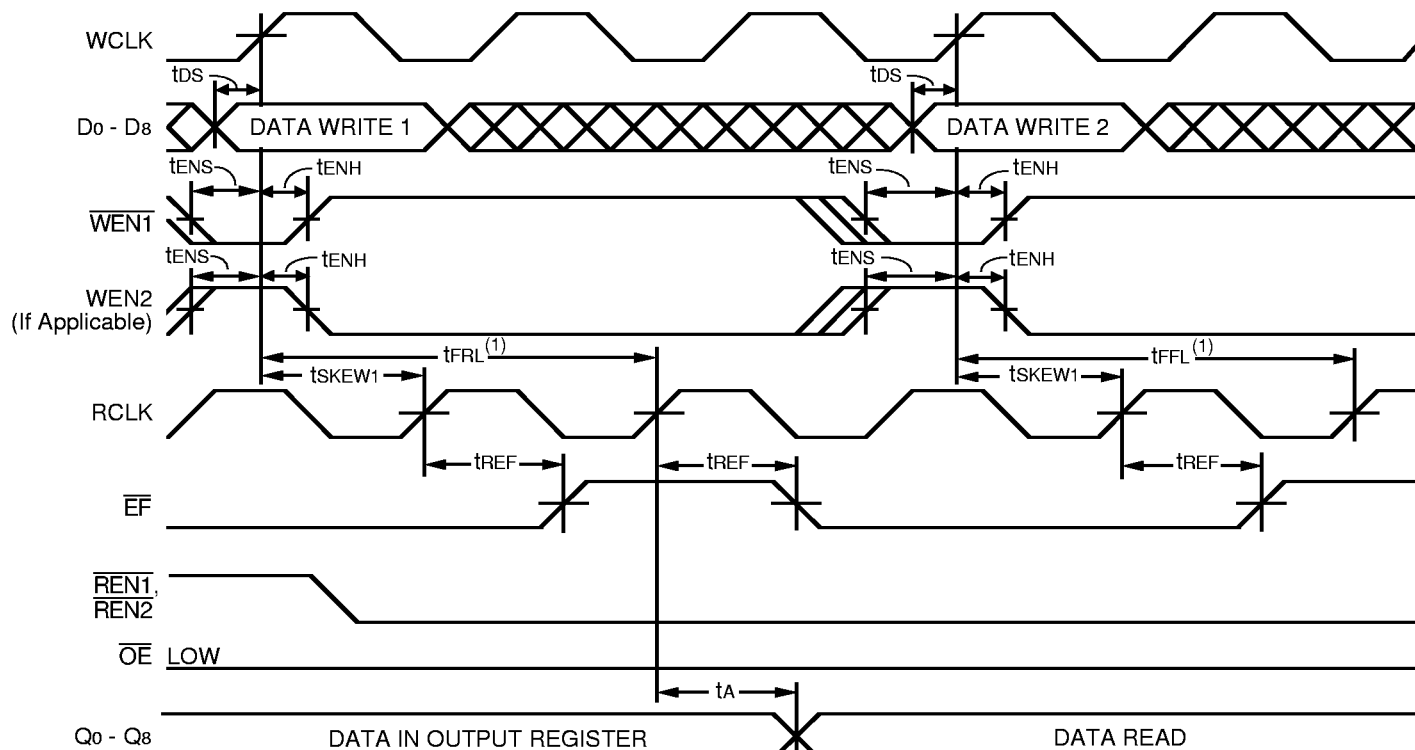 WCLK
tDS
tDS
D0 - D8
DATA WRITE 1
DATA WRITE 2
tENS
tENH
tENS
tENH
WEN1
tENS
tENH
tENS
tENH
WEN2
(If Applicable)
tFRL(1)
tFFL(1)
tSKEW1
tSKEW1
RCLK
tREF
tREF
tREF
EF
REN1,
REN2
OE LOW
tA
Q0 - Q8
DATA IN OUTPUT REGISTER
DATA READ